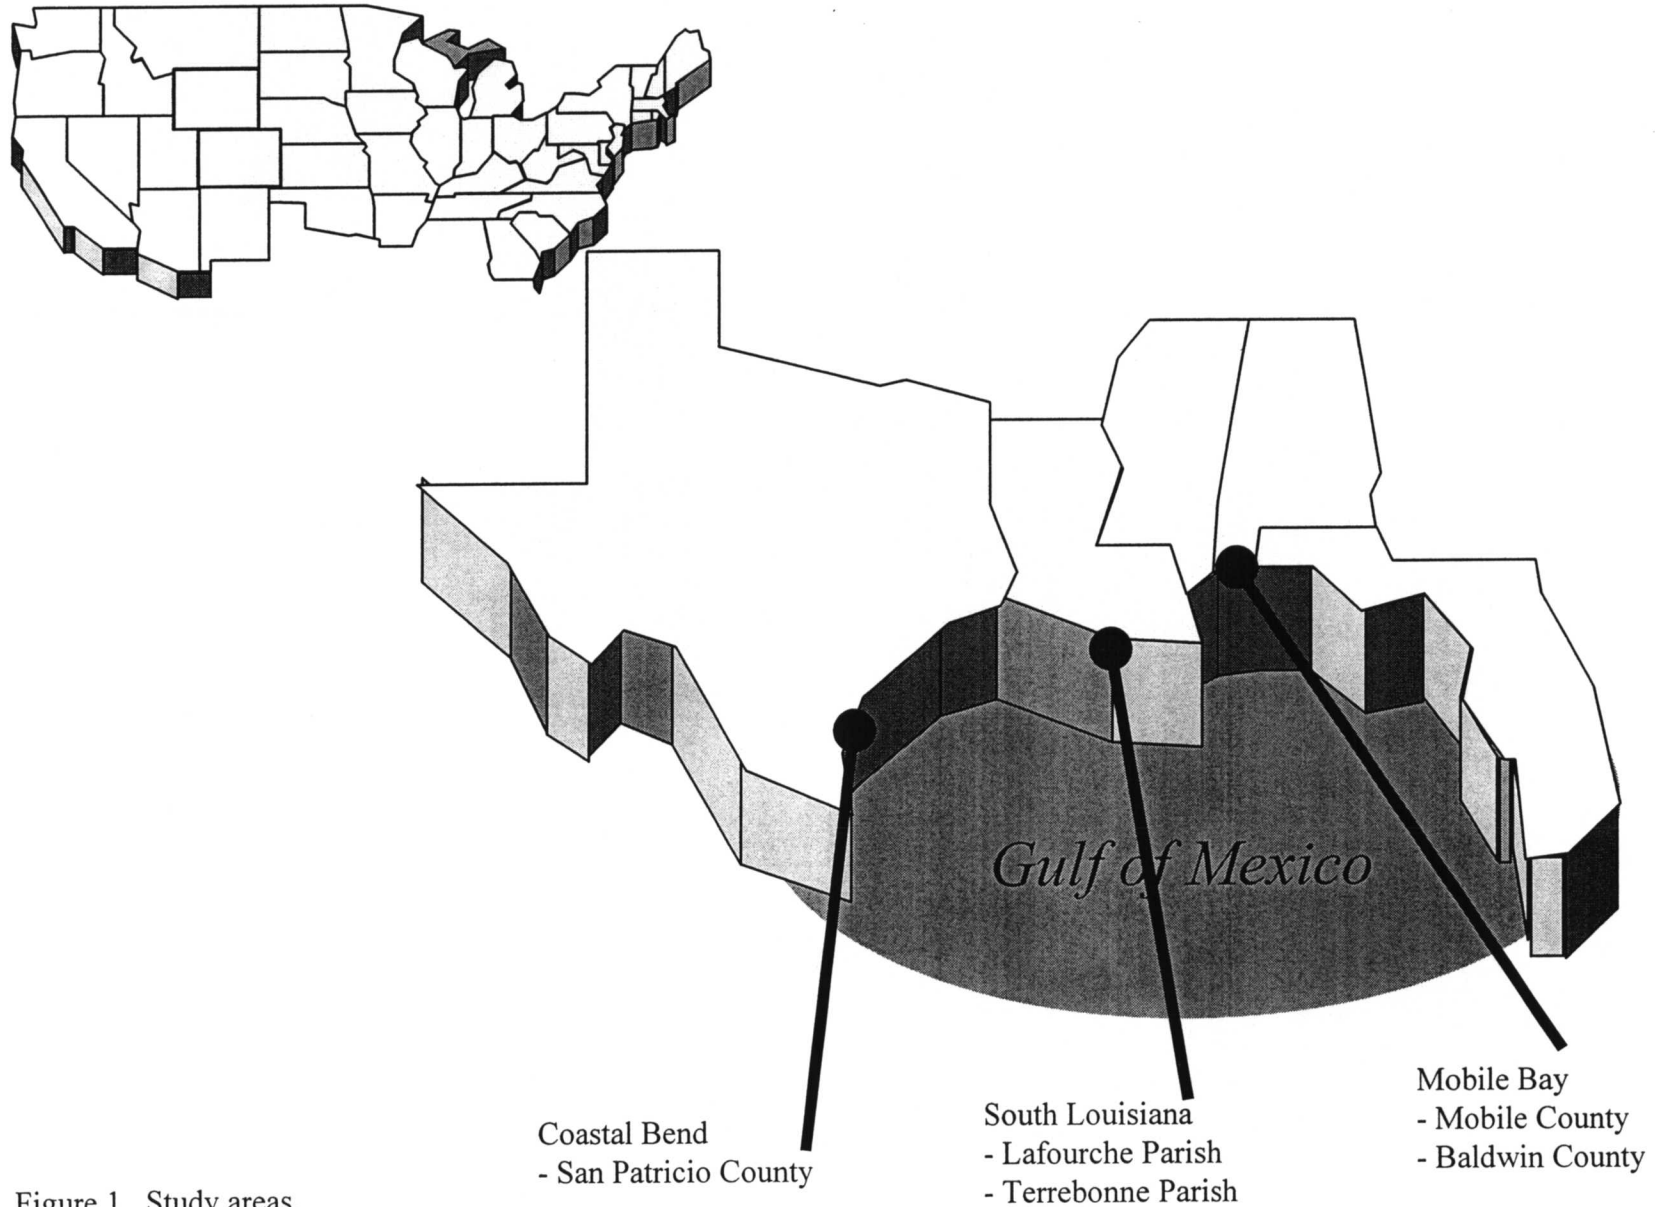 Gulf of Mexico
Coastal Bend
- San Patricio County
South Louisiana
- Lafourche Parish
- Terrebonne Parish
Mobile Bay
- Mobile County
- Baldwin County
Figure 1. Study areas